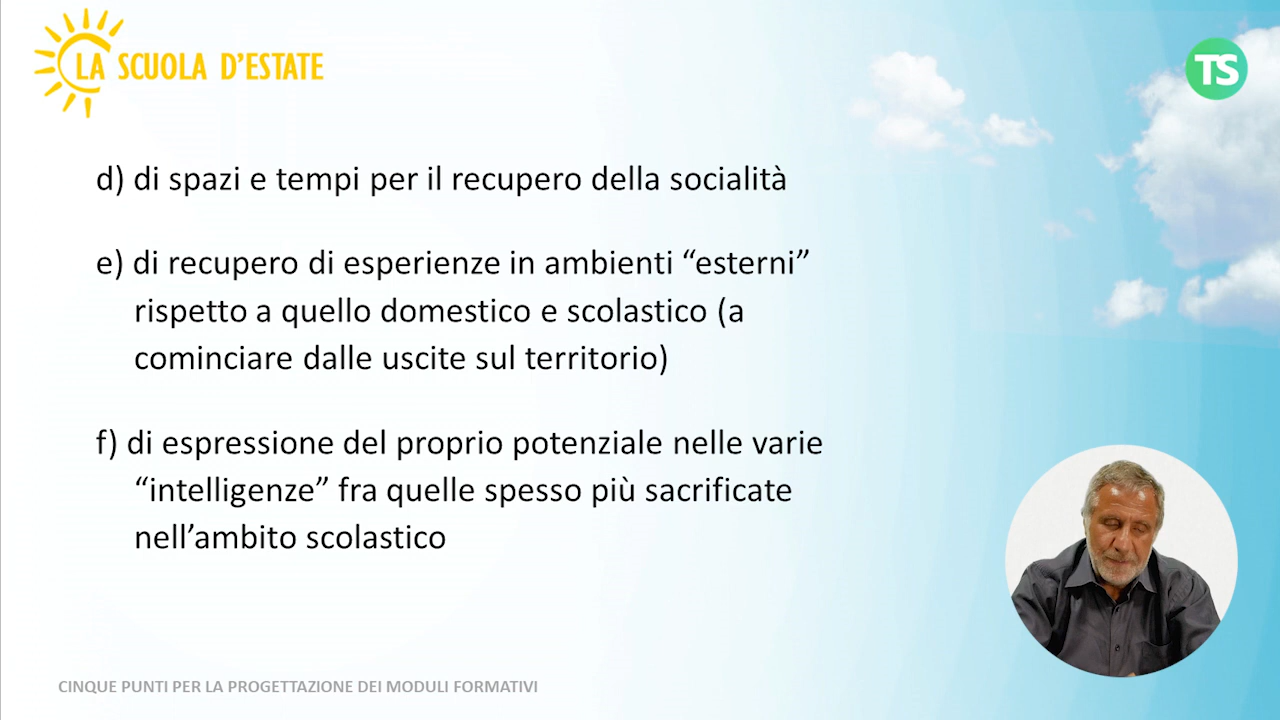 LA SCUOLA D'ESTATE
TS
d) di spazi e tempi per il recupero della socialità
e) di recupero di esperienze in ambienti “esterni”
rispetto a quello domestico e scolastico (a
cominciare dalle uscite sul territorio)
f) di espressione del proprio potenziale nelle varie
“intelligenze” fra quelle spesso più sacrificate
nell’ambito scolastico
CINQUE PUNTI PER LA PROGETTAZIONE DEI MODULI FORMATIVI